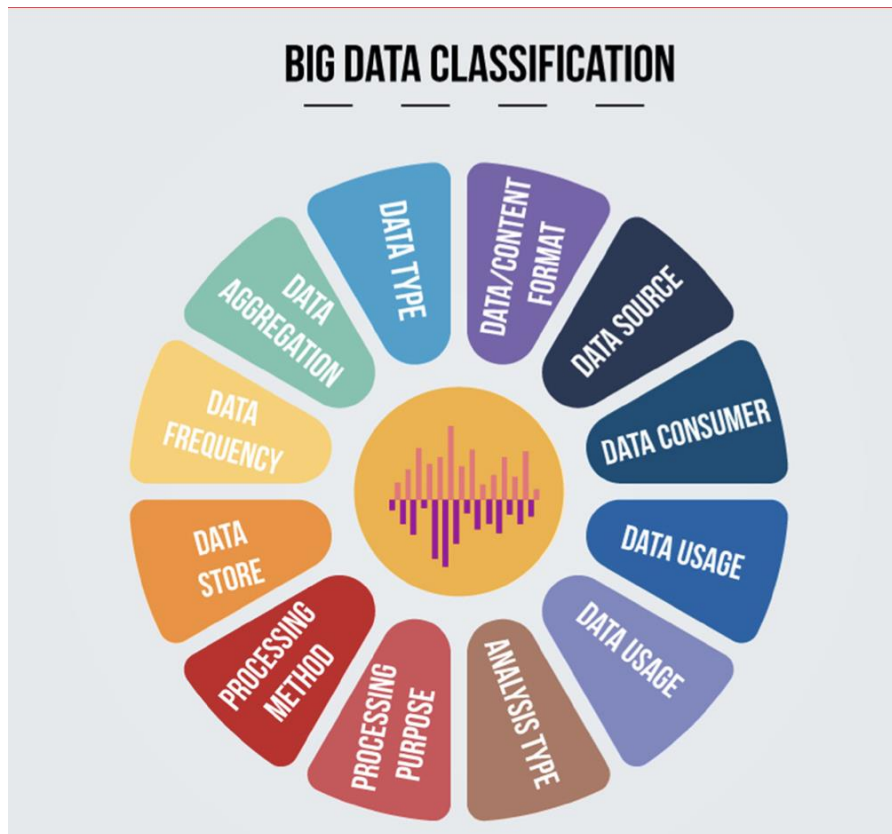 BIG DATA CLASSIFICATION
DATA TYPE
DATA/CONTENT
FORMAT
DATA SOURCE
DATA CONSUMER
DATA USAGE
DATA USAGE
ANALYSIS TYPE
PROCESSING
PURPOSE
PROCESSING
METHOD
DATA
STORE
DATA
FREQUENCY
DATA
AGGREGATION